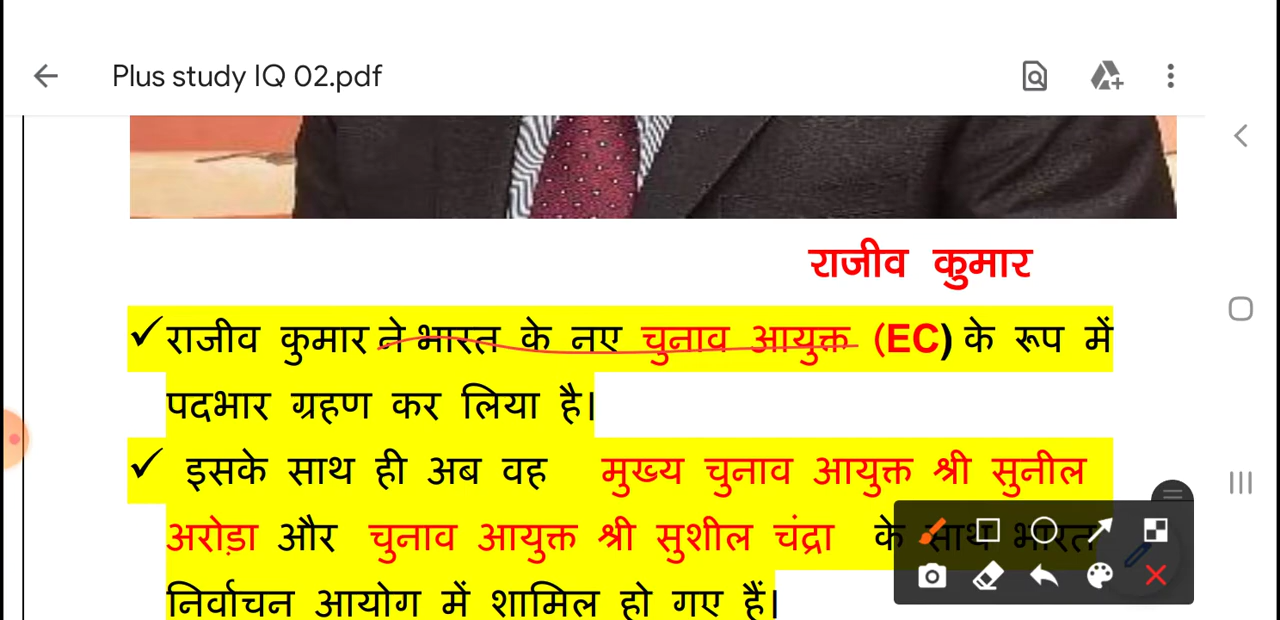 Plus study IQ 02.pdf
राजीव कुमार
राजीव कुमार ने भारत के नए चुनाव आयुक्त (EC) के रूप में
पदभार ग्रहण कर लिया है।
इसके साथ ही अब वह मुख्य चुनाव आयुक्त श्री सुनील
अरोड़ा और चुनाव आयुक्त श्री सुशील चंद्रा के साथ भारत
निर्वाचन आयोग में शामिल हो गए हैं।